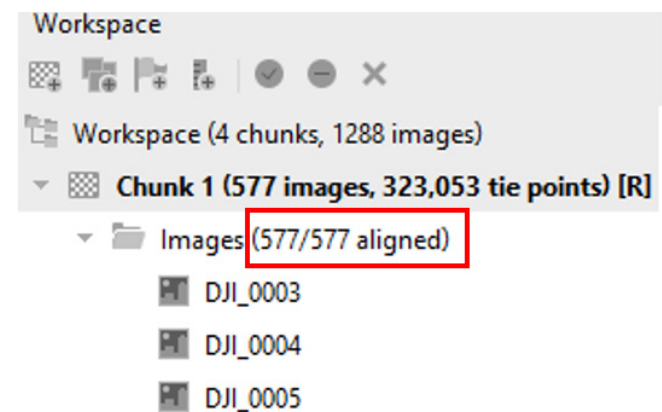 Workspace
Workspace (4 chunks, 1288 images)
Chunk 1 (577 images, 323,053 tie points) [R]
Images (577/577 aligned)
DJI_0003
DJI_0004
DJI_0005